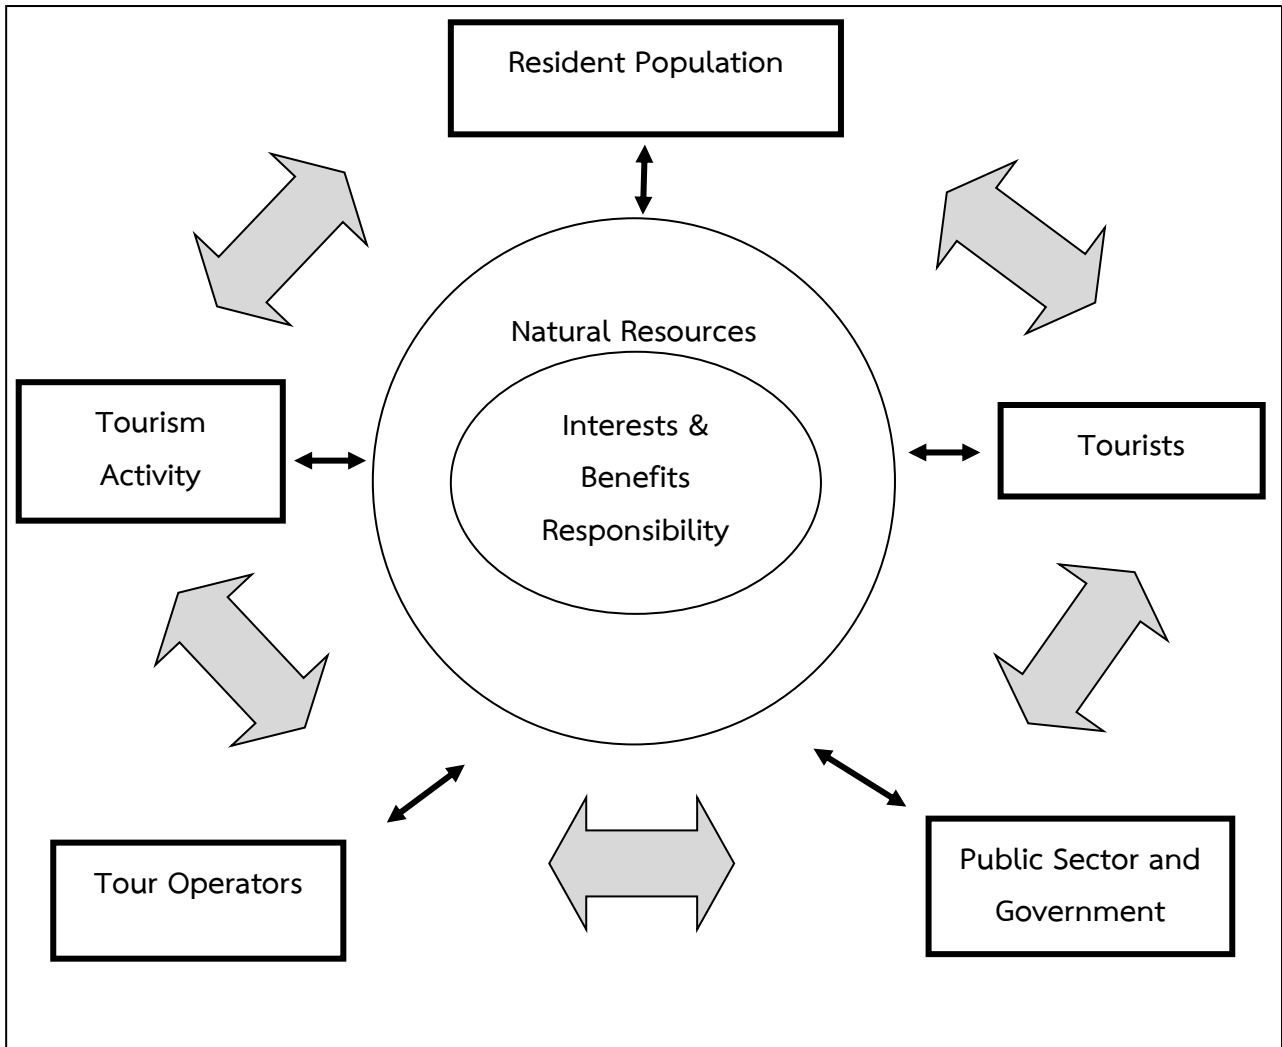 Resident Population
Natural Resources
Interests &
Benefits
Responsibility
Tourism
Activity
Tourists
Tour Operators
Public Sector and
Government